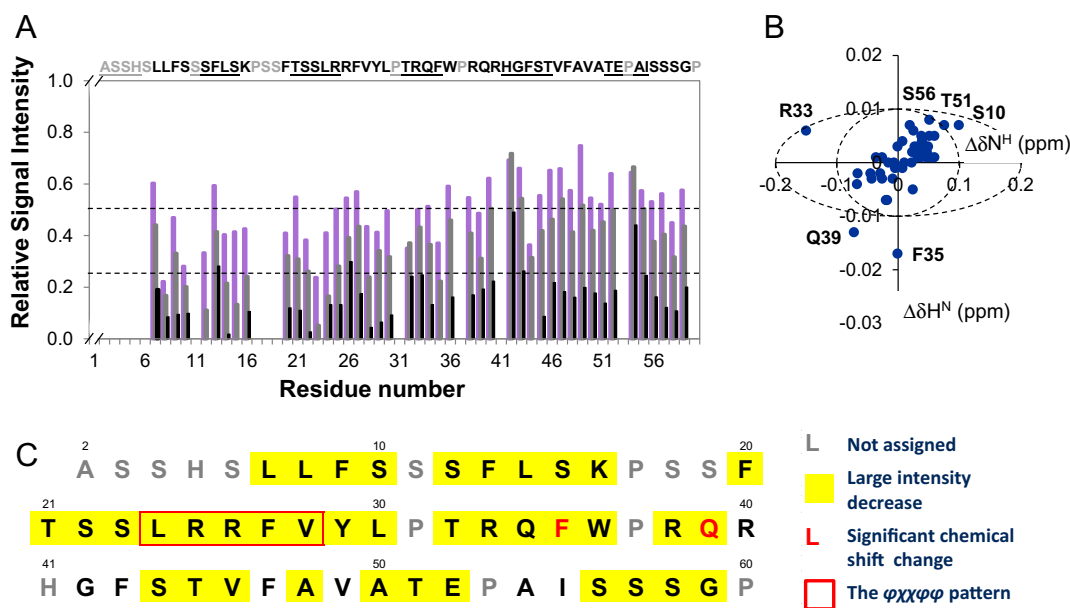 A
ASSHSLLFSSSFLSKPSSFTSSLRRFVYLPTRQFWPRQRHGFSTVFAVATEPAISSSGP
1.0
0.8
0.6
0.4
0.2
0.0
Relative Signal Intensity
1 6 11 16 21 26 31 36 41 46 51 56
Residue number
B
0.02
0.01
0
-0.01
-0.02
-0.03
-0.2 -0.1 0 0.1 0.2
S56 T51 S10
R33
Q39
F35
ΔδN^H (ppm)
ΔδH^N (ppm)
C
2 10 20
A S S H S L L F S S S F L S K P S S F
21 30 40
T S S L R R F V Y L P T R Q F W P R Q R
41 50 60
H G F S T V F A V A T E P A I S S S G P
L Not assigned
Large intensity
decrease
L Significant chemical
shift change
The φχχφφ pattern